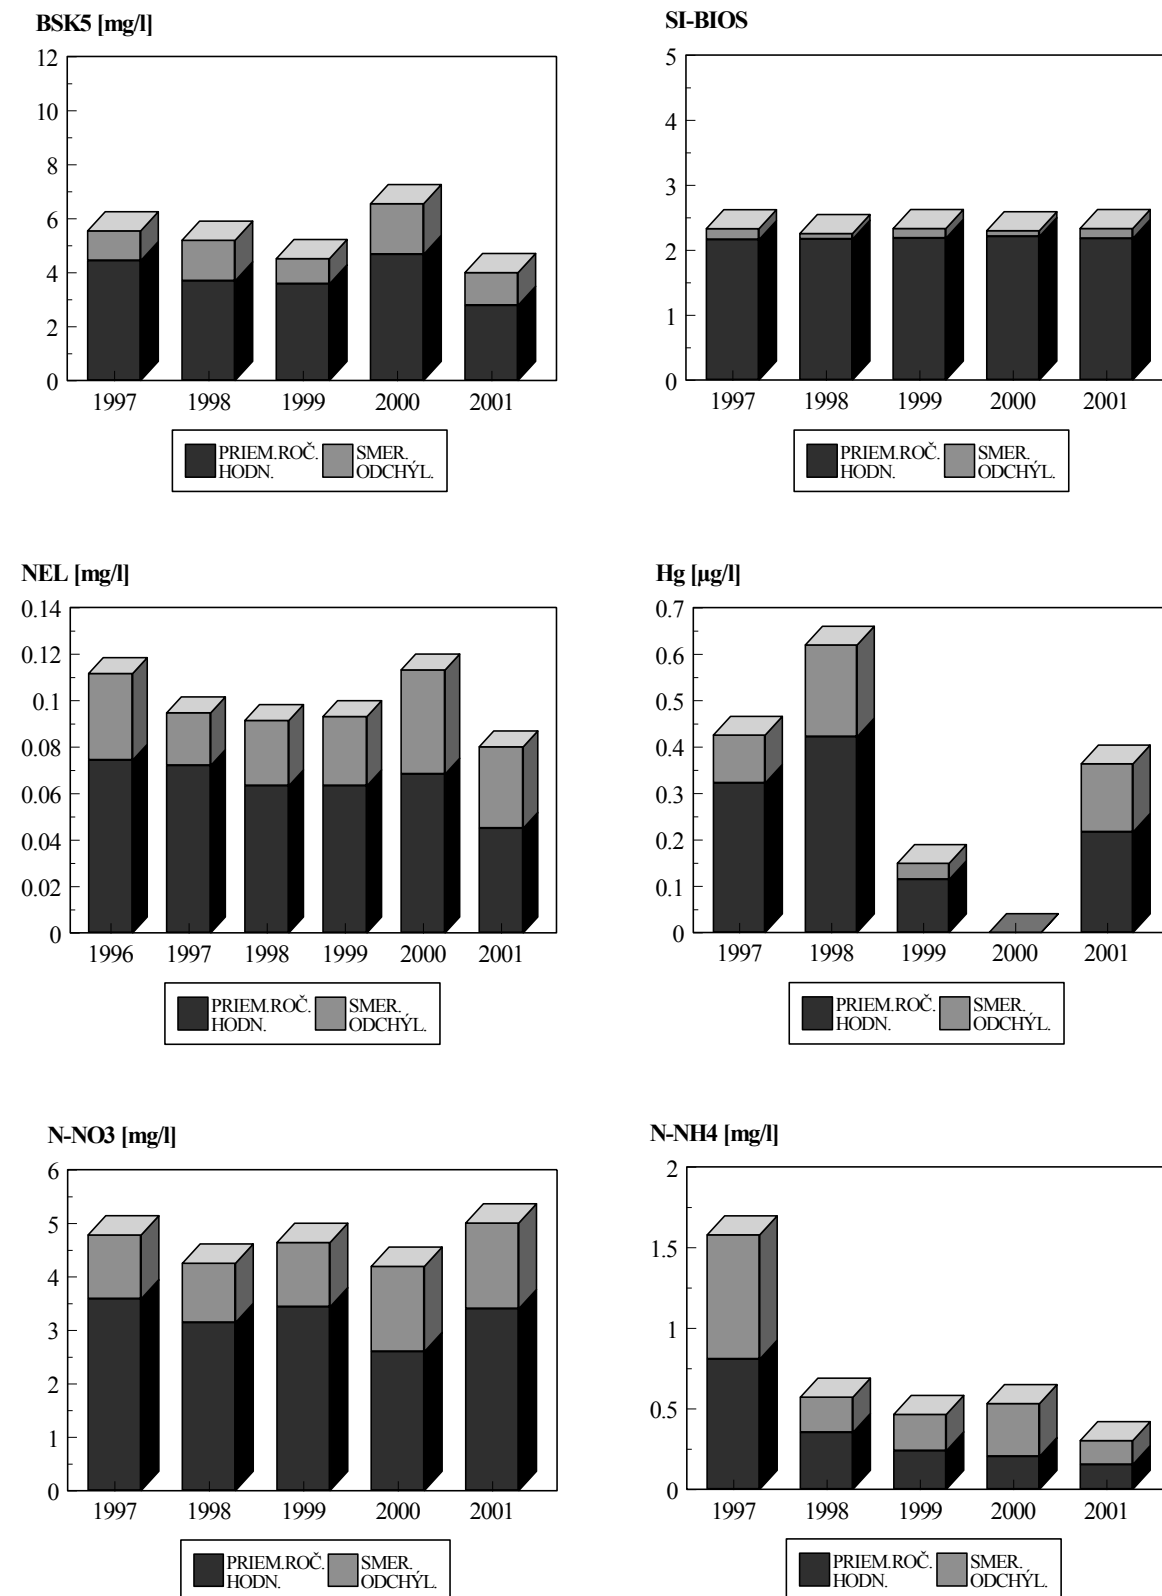 BSK5 [mg/l]
12
10
8
6
4
2
0
1997 1998 1999 2000 2001
PRIEM.ROČ. HODN.
SMER. ODCHÝL.
SI-BIOS
5
4
3
2
1
0
1997 1998 1999 2000 2001
PRIEM.ROČ. HODN.
SMER. ODCHÝL.
NEL [mg/l]
0.14
0.12
0.1
0.08
0.06
0.04
0.02
0
1996 1997 1998 1999 2000 2001
PRIEM.ROČ. HODN.
SMER. ODCHÝL.
Hg [µg/l]
0.7
0.6
0.5
0.4
0.3
0.2
0.1
0
1997 1998 1999 2000 2001
PRIEM.ROČ. HODN.
SMER. ODCHÝL.
N-NO3 [mg/l]
6
5
4
3
2
1
0
1997 1998 1999 2000 2001
PRIEM.ROČ. HODN.
SMER. ODCHÝL.
N-NH4 [mg/l]
2
1.5
1
0.5
0
1997 1998 1999 2000 2001
PRIEM.ROČ. HODN.
SMER. ODCHÝL.